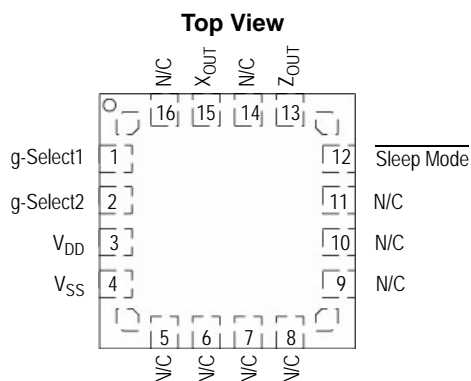 Top View
N/C XOUT N/C ZOUT
16 15 14 13
g-Select1 1 12 Sleep Mode
g-Select2 2 11 N/C
VDD 3 10 N/C
VSS 4 9 N/C
5 6 7 8
N/C N/C N/C N/C